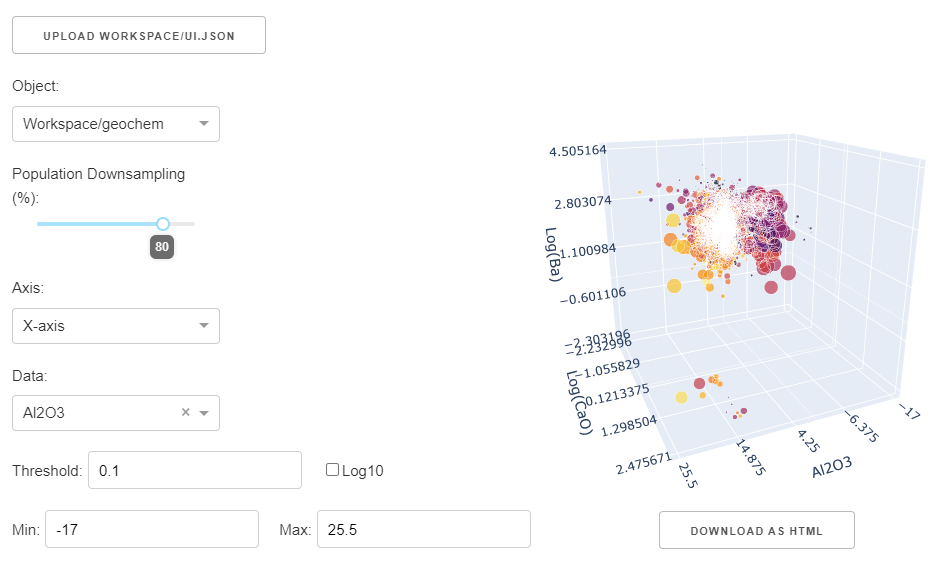 UPLOAD WORKSPACE/UI.JSON
Object:
Workspace/geochem
Population Downsampling
(%):
80
Axis:
X-axis
Data:
Al2O3 ×
Threshold: 0.1 Log10
Min: -17 Max: 25.5
4.505164
2.803074
1.100984
−0.601106
−2.303196
Log(Ba)
−2.232996
−1.055829
0.1213375
1.298504
2.475671
Log(CaO)
25.5
14.875
4.25
−6.375
−17
Al2O3
DOWNLOAD AS HTML